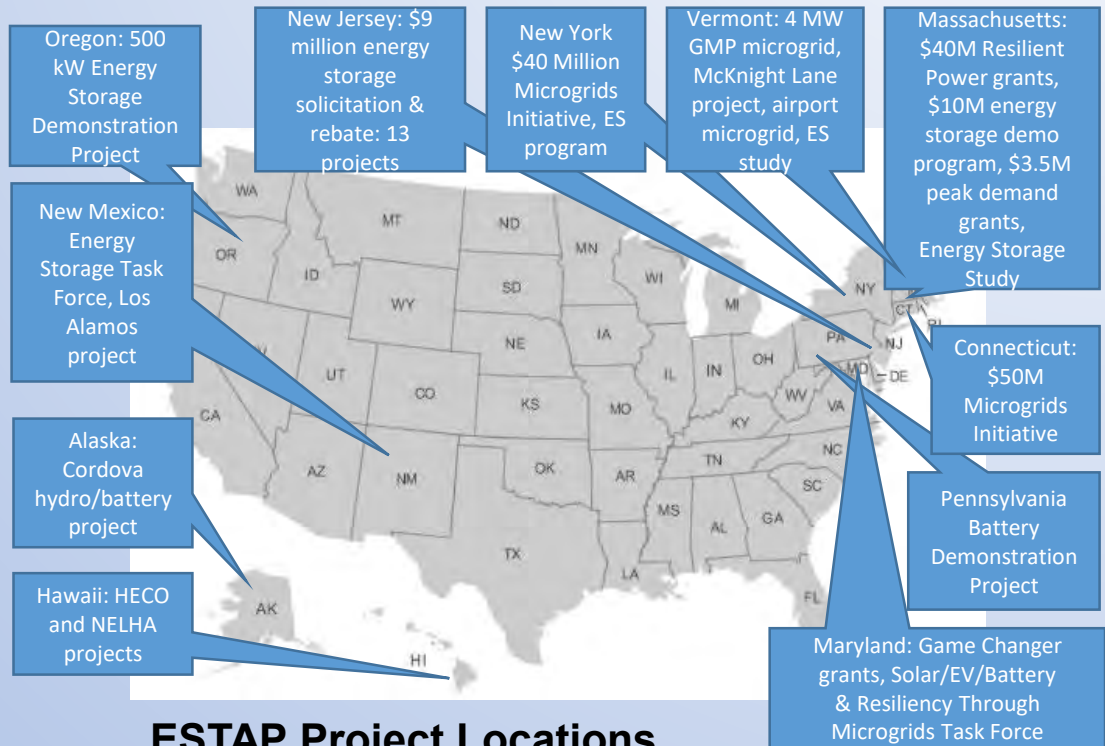 Oregon: 500
kW Energy
Storage
Demonstration
Project
New Jersey: $9
million energy
storage
solicitation &
rebate: 13
projects
New York
$40 Million
Microgrids
Initiative, ES
program
Vermont: 4 MW
GMP microgrid,
McKnight Lane
project, airport
microgrid, ES
study
Massachusetts:
$40M Resilient
Power grants,
$10M energy
storage demo
program, $3.5M
peak demand
grants,
Energy Storage
Study
New Mexico:
Energy
Storage Task
Force, Los
Alamos
project
Alaska:
Cordova
hydro/battery
project
Hawaii: HECO
and NELHA
projects
Connecticut:
$50M
Microgrids
Initiative
Pennsylvania
Battery
Demonstration
Project
Maryland: Game Changer
grants, Solar/EV/Battery
& Resiliency Through
Microgrids Task Force
WA
MT
ND
MN
OR
ID
SD
WI
MI
NY
WY
CT
IA
PA
NJ
NE
OH
MD
DE
UT
IL
IN
CO
WV
KS
MO
VA
CA
KY
NC
TN
AZ
NM
OK
AR
SC
MS
AL
GA
TX
LA
FL
AK
HI
ESTAP Project Locations